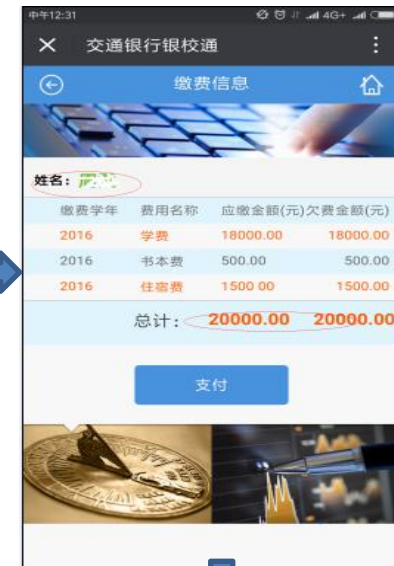 中午12:31 4G+
交通银行银校通
缴费信息
姓名：
缴费学年 费用名称 应缴金额(元)欠费金额(元)
2016 学费 18000.00 18000.00
2016 书本费 500.00 500.00
2016 住宿费 1500 00 1500.00
总计： 20000.00 20000.00
支付